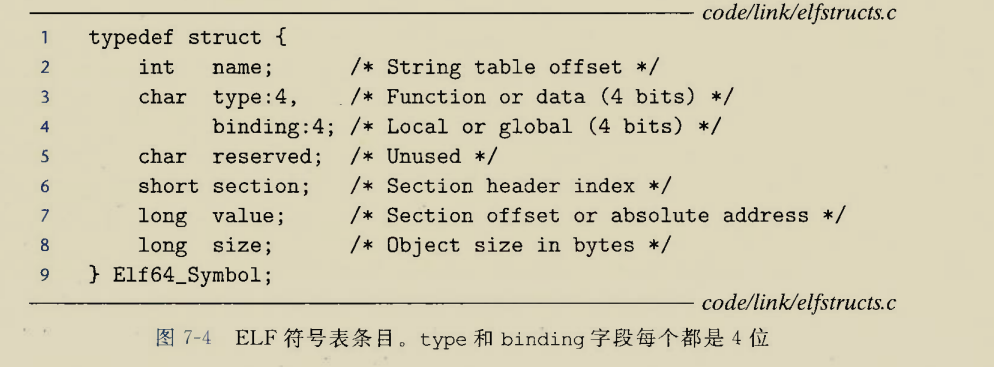 code/link/elfstructs.c
1 typedef struct {
2 int name; /* String table offset */
3 char type:4, /* Function or data (4 bits) */
4 binding:4; /* Local or global (4 bits) */
5 char reserved; /* Unused */
6 short section; /* Section header index */
7 long value; /* Section offset or absolute address */
8 long size; /* Object size in bytes */
9 } Elf64_Symbol;
code/link/elfstructs.c
图 7-4 ELF 符号表条目。type 和 binding 字段每个都是 4 位